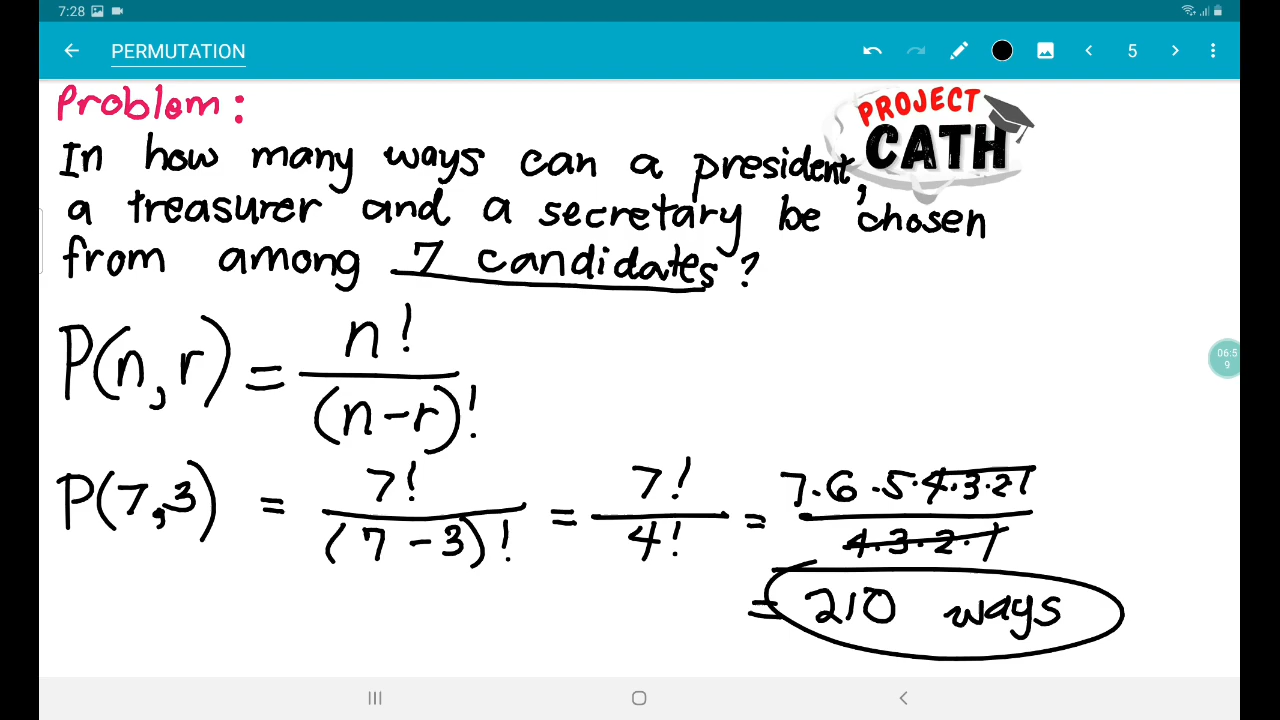 7:28
PERMUTATION
5
Problem:
PROJECT
CATH
In how many ways can a president,
a treasurer and a secretary be chosen
from among 7 candidates?
P(n,r) = n! / (n-r)!
06:59
P(7,3) = 7! / (7-3)! = 7! / 4! = 7·6·5·4·3·2·1 / 4·3·2·1
= 210 ways